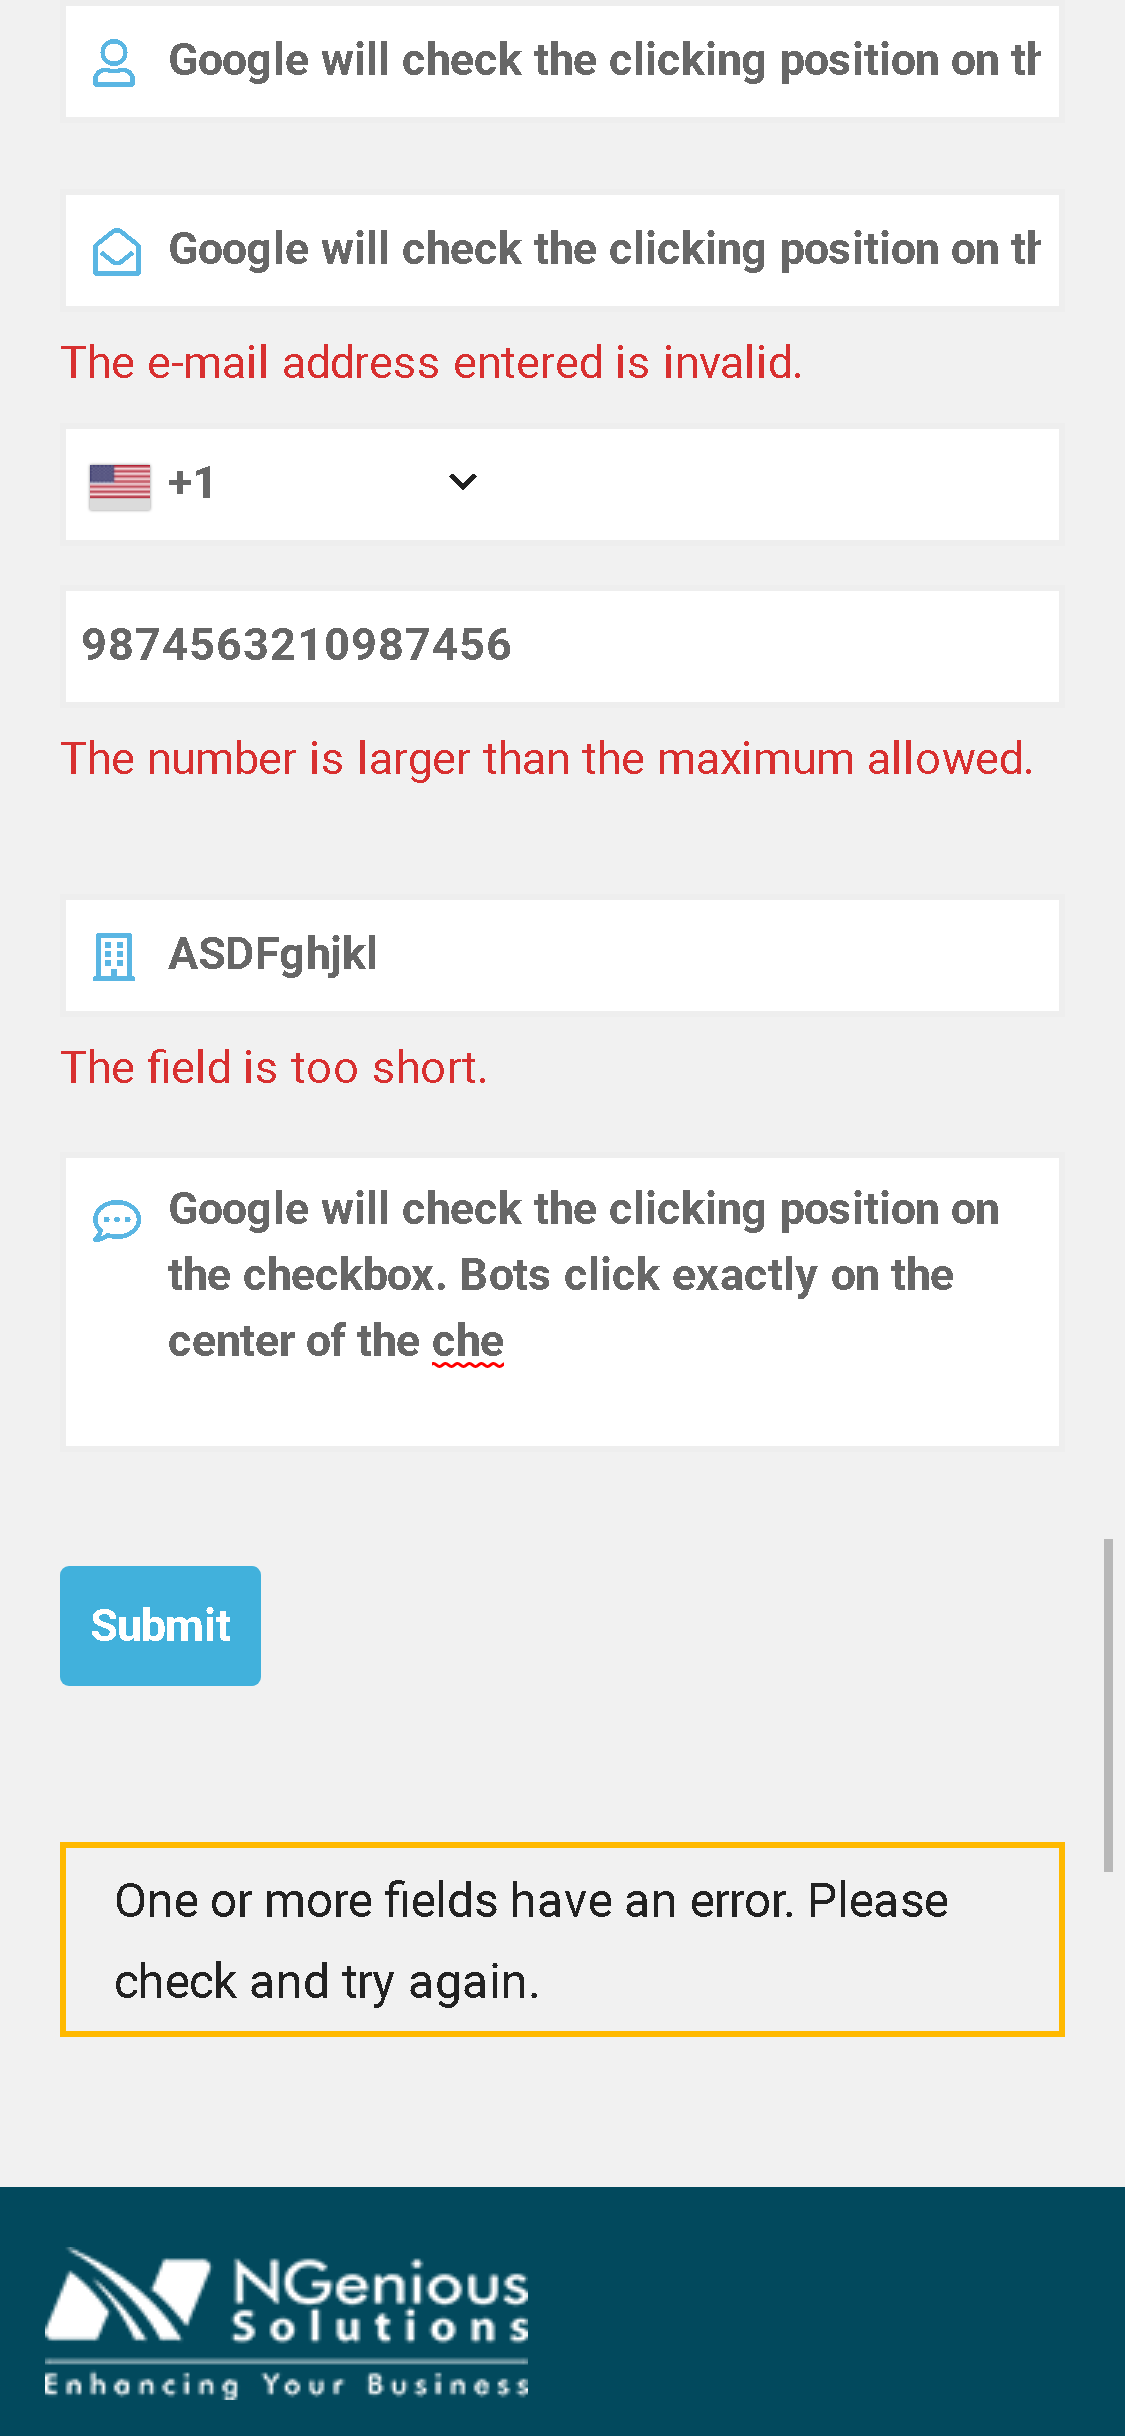 Google will check the clicking position on
Google will check the clicking position on
The e-mail address entered is invalid.
+1
9874563210987456
The number is larger than the maximum allowed.
ASDFghjkl
The field is too short.
Google will check the clicking position on
the checkbox. Bots click exactly on the
center of the che
Submit
One or more fields have an error. Please
check and try again.
NGenious
Solutions
Enhancing Your Business